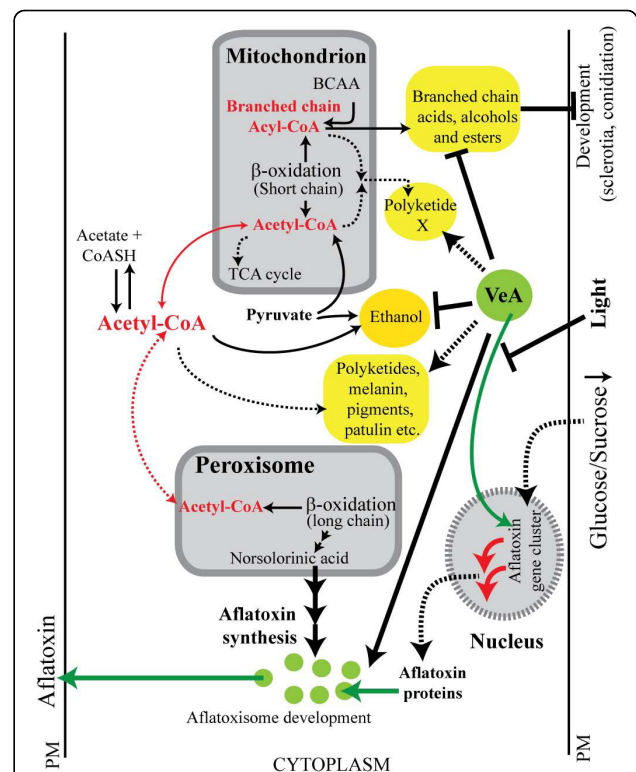 Mitochondrion
BCAA
Branched chain
Acyl-CoA
β-oxidation
(Short chain)
Acetyl-CoA
TCA cycle
Branched chain
acids, alcohols
and esters
Development
(sclerotia, conidiation)
Polyketide
X
Acetate +
CoASH
Acetyl-CoA
Pyruvate
Ethanol
VeA
Light
Polyketides,
melanin,
pigments,
patulin etc.
Glucose/Sucrose
Peroxisome
Acetyl-CoA
β-oxidation
(long chain)
Norsolorinic acid
Aflatoxin
gene cluster
Nucleus
Aflatoxin
synthesis
Aflatoxin
proteins
Aflatoxin
Aflatoxisome development
PM
CYTOPLASM
PM